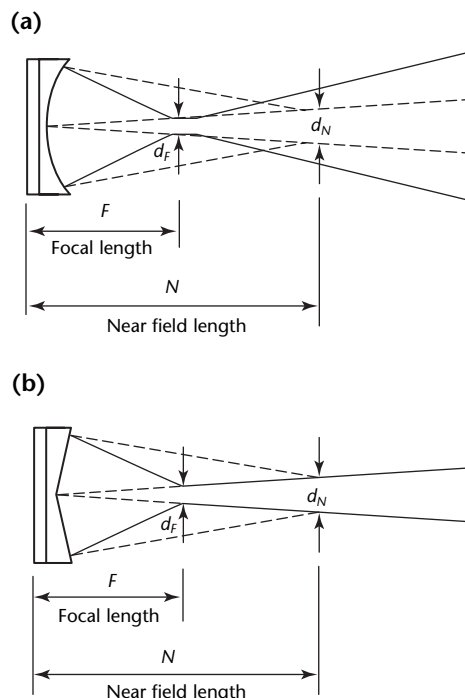 (a)
d_F
d_N
F
Focal length
N
Near field length
(b)
d_F
d_N
F
Focal length
N
Near field length